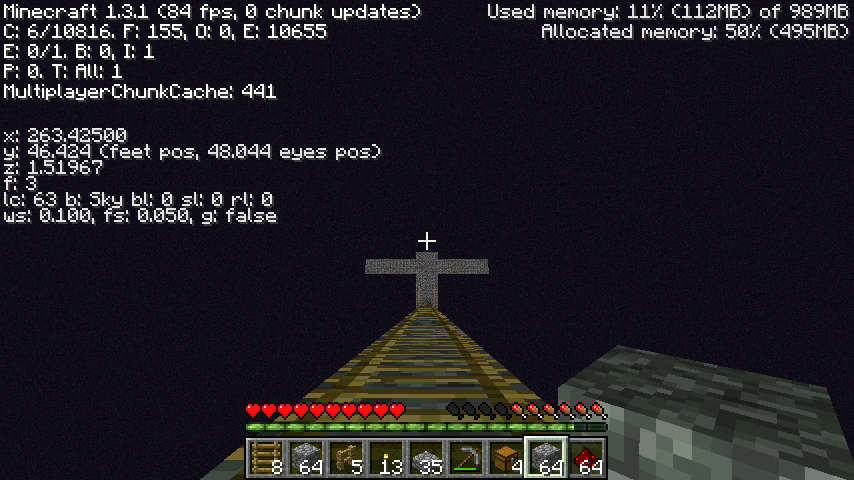 Minecraft 1.3.1 (84 fps, 0 chunk updates)
Used memory: 11% (112MB) of 989MB
C: 6/10816. F: 155, O: 0, E: 10655
Allocated memory: 50% (495MB)
E: 0/1. B: 0, I: 1
P: 0. T: All: 1
MultiplayerChunkCache: 441
x: 263.42500
y: 46.424 (feet pos, 48.044 eyes pos)
z: 1.51967
f: 3
lc: 63 b: Sky bl: 0 sl: 0 rl: 0
ws: 0.100, fs: 0.050, g: false
8 64 5 13 35 4 64 64